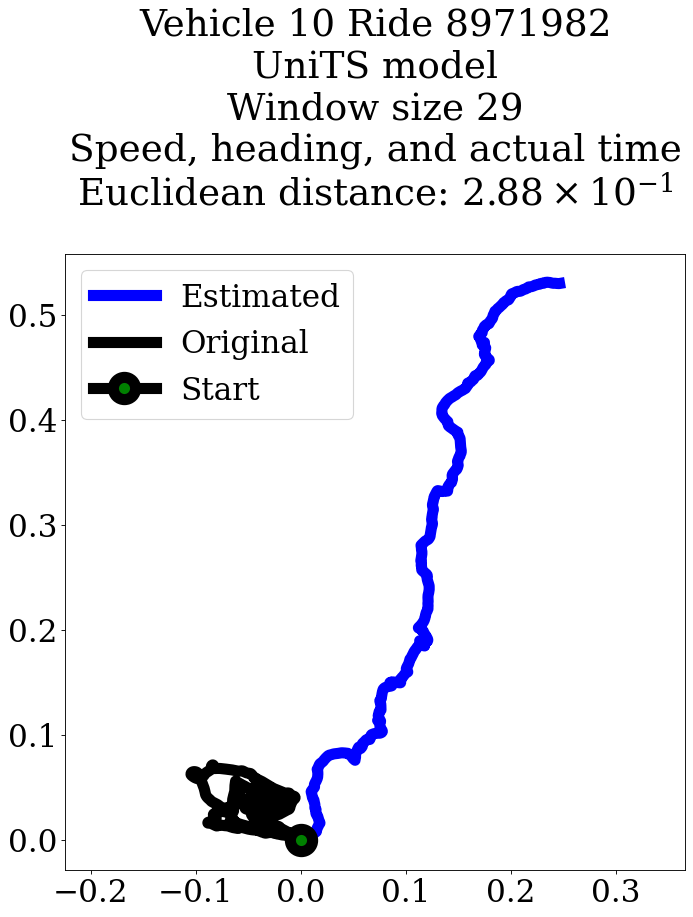 Vehicle 10 Ride 8971982
UniTS model
Window size 29
Speed, heading, and actual time
Euclidean distance: 2.88 × 10⁻¹
Estimated
Original
Start
0.5
0.4
0.3
0.2
0.1
0.0
−0.2 −0.1 0.0 0.1 0.2 0.3